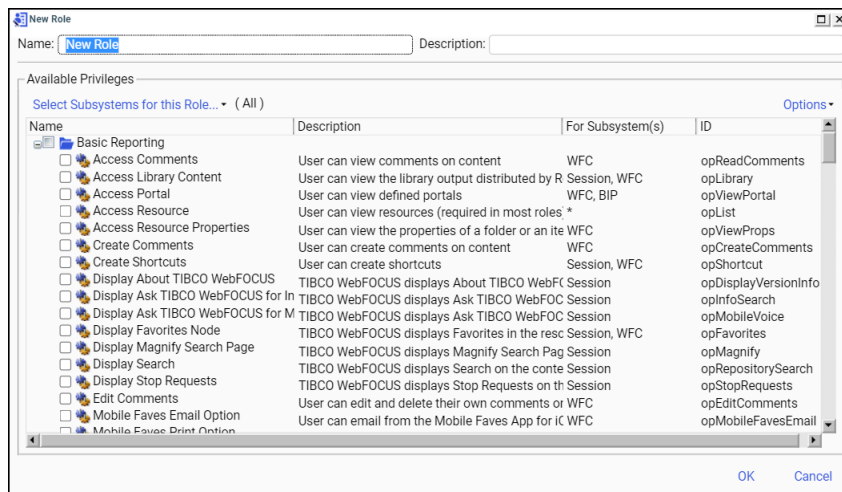 New Role
Name: New Role Description:
Available Privileges
Select Subsystems for this Role... ( All ) Options
Name Description For Subsystem(s) ID
Basic Reporting
Access Comments User can view comments on content WFC opReadComments
Access Library Content User can view the library output distributed by R Session, WFC opLibrary
Access Portal User can view defined portals WFC, BIP opViewPortal
Access Resource User can view resources (required in most roles) * opList
Access Resource Properties User can view the properties of a folder or an ite WFC opViewProps
Create Comments User can create comments on content WFC opCreateComments
Create Shortcuts User can create shortcuts Session, WFC opShortcut
Display About TIBCO WebFOCUS TIBCO WebFOCUS displays About TIBCO WebF( Session opDisplayVersionInfo
Display Ask TIBCO WebFOCUS for In TIBCO WebFOCUS displays Ask TIBCO WebFOC Session opInfoSearch
Display Ask TIBCO WebFOCUS for M TIBCO WebFOCUS displays Ask TIBCO WebFOC Session opMobileVoice
Display Favorites Node TIBCO WebFOCUS displays Favorites in the resc Session, WFC opFavorites
Display Magnify Search Page TIBCO WebFOCUS displays Magnify Search Pag Session opMagnify
Display Search TIBCO WebFOCUS displays Search on the conte Session opRepositorySearch
Display Stop Requests TIBCO WebFOCUS displays Stop Requests on th Session opStopRequests
Edit Comments User can edit and delete their own comments or WFC opEditComments
Mobile Faves Email Option User can email from the Mobile Faves App for iC WFC opMobileFavesEmail
Mobile Faves Print Option
OK Cancel